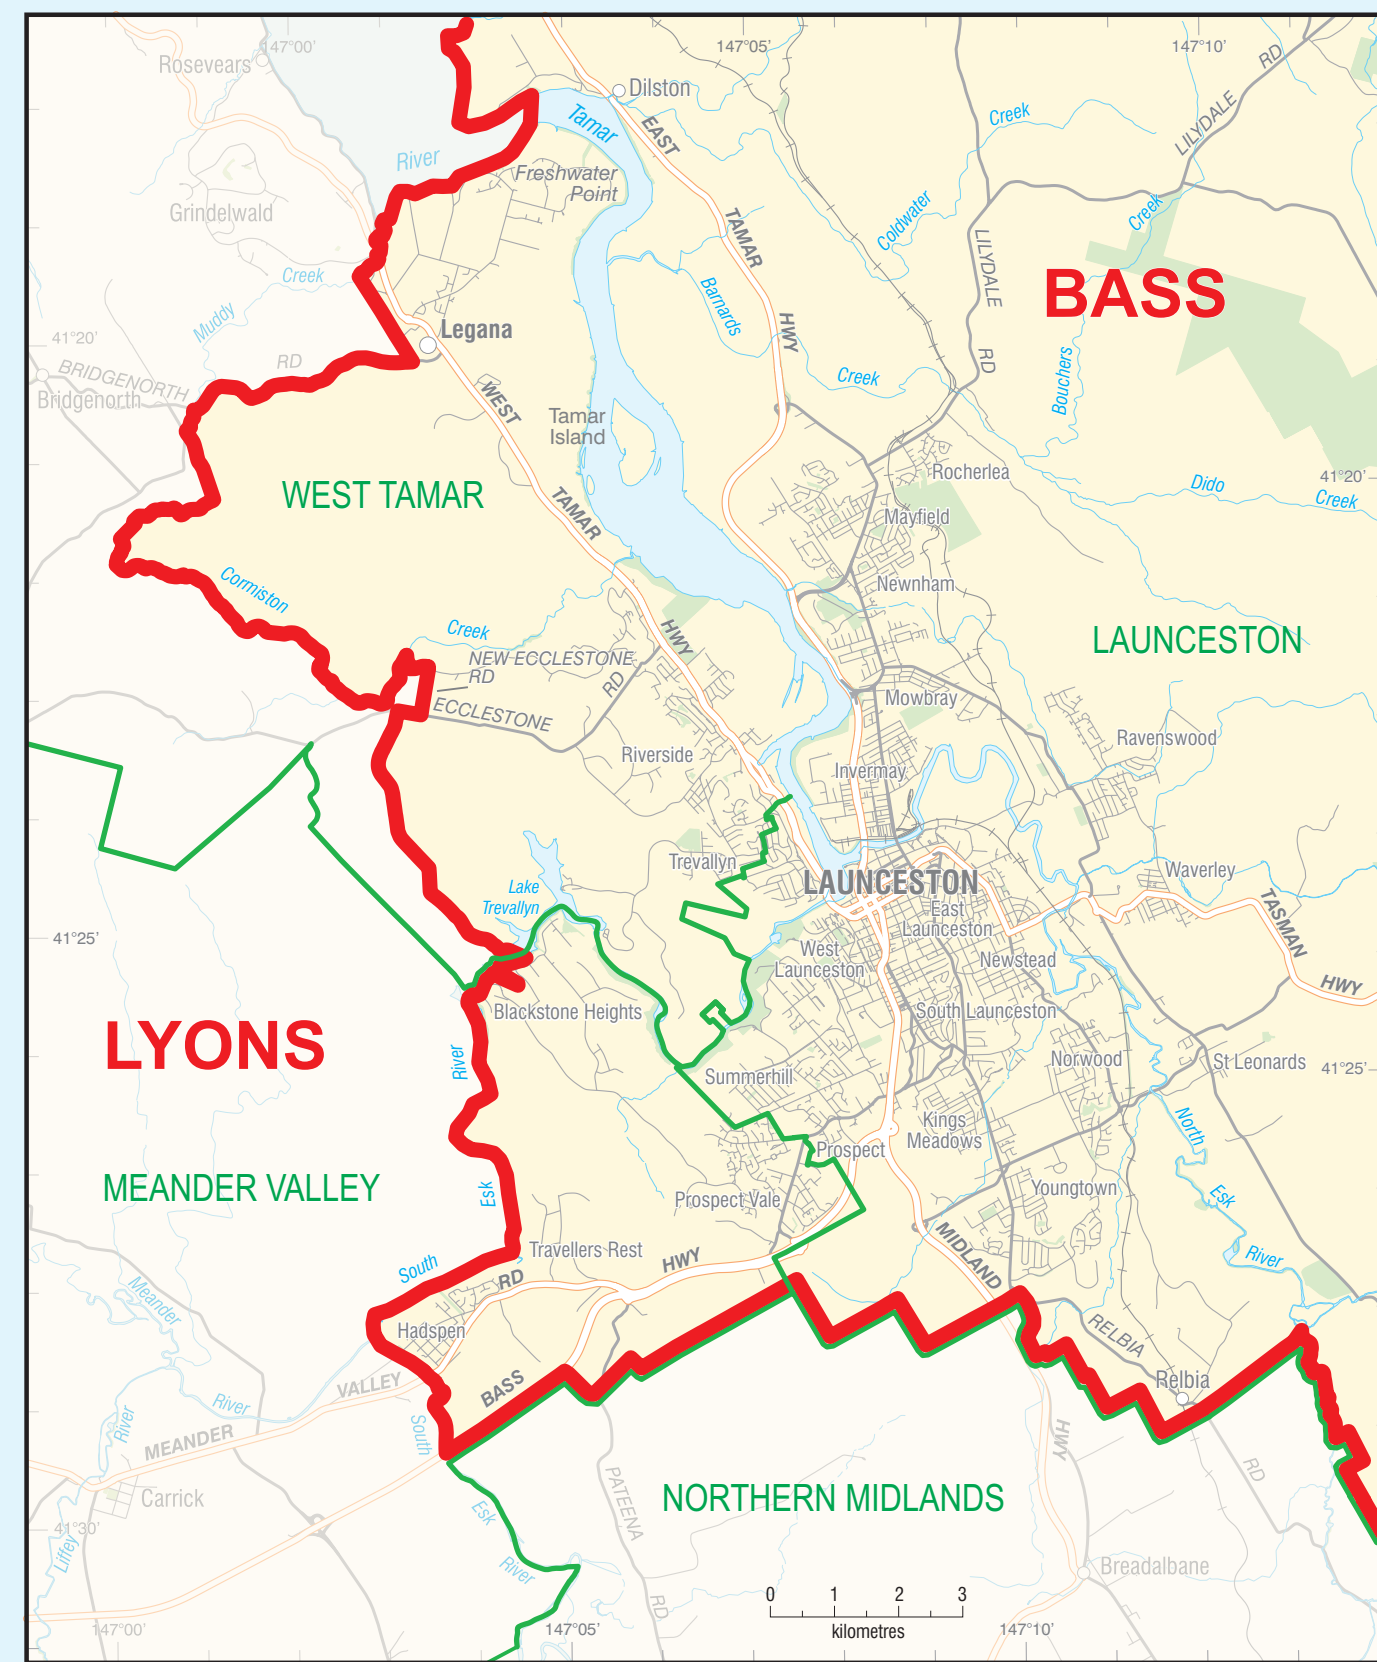 147°00'
147°05'
147°10'
Rosevears
Dilston
RD
Tamar
EAST
Creek
LILYDALE
River
Freshwater
Point
Grindelwald
TAMAR
Coldwater
Creek
LILYDALE
Creek
BASS
Muddy
Barnards
HWY
Legana
41°20'
RD
RD
BRIDGENORTH
Bridgenorth
Creek
Bouchers
WEST
Tamar
Island
Rocherlea
WEST TAMAR
TAMAR
Dido
Creek
41°20'
Mayfield
Cormiston
Newnham
Creek
HWY
LAUNCESTON
NEW ECCLESTONE
RD
RD
ECCLESTONE
Mowbray
Riverside
Ravenswood
Invermay
Trevallyn
LAUNCESTON
Waverley
Lake
Trevallyn
East
Launceston
TASMAN
41°25'
West
Launceston
Newstead
HWY
Blackstone Heights
South Launceston
LYONS
River
Norwood
St Leonards
41°25'
Summerhill
Kings
Meadows
North
Prospect
MEANDER VALLEY
Esk
Prospect Vale
Youngtown
Esk
Travellers Rest
HWY
MIDLAND
River
South
RD
Meander
Hadspen
RELBIA
VALLEY
BASS
Relbia
River
South
River
MEANDER
HWY
RD
Carrick
PATEENA
NORTHERN MIDLANDS
Esk
41°30'
Liffey
River
Breadalbane
RD
0 1 2 3
kilometres
147°00'
147°05'
147°10'